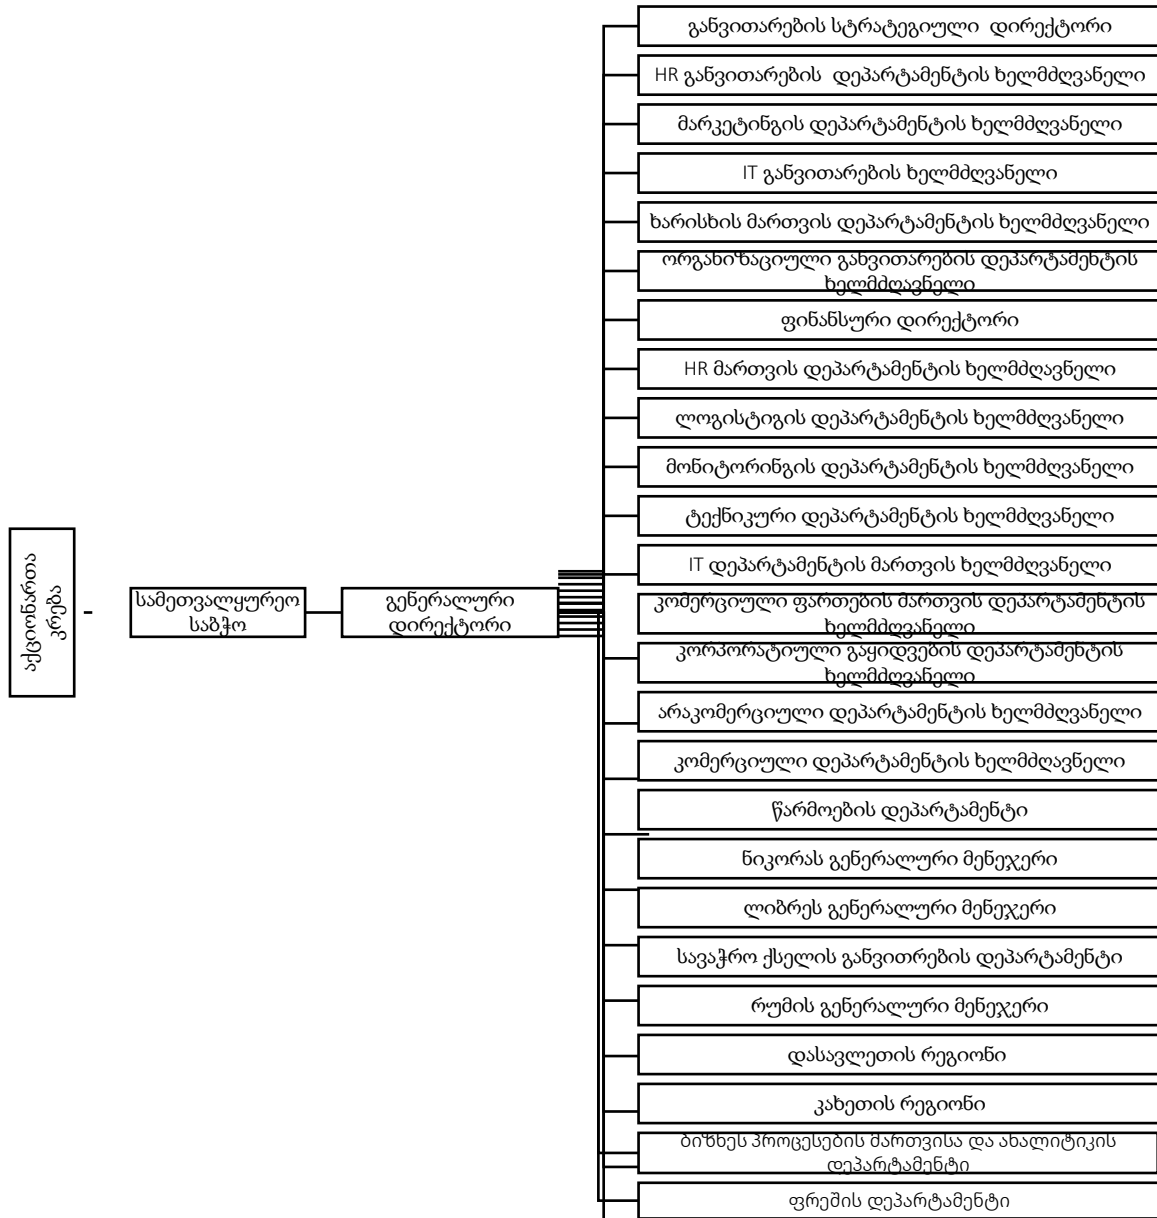 აქციონართა
კრება
სამეთვალყურეო
საბჭო
გენერალური
დირექტორი
განვითარების სტრატეგიული დირექტორი
HR განვითარების დეპარტამენტის ხელმძღვანელი
მარკეტინგის დეპარტამენტის ხელმძღვანელი
IT განვითარების ხელმძღვანელი
ხარისხის მართვის დეპარტამენტის ხელმძღვანელი
ორგანიზაციული განვითარების დეპარტამენტის
ხელმძღავნელი
ფინანსური დირექტორი
HR მართვის დეპარტამენტის ხელმძღავნელი
ლოგისტიგის დეპარტამენტის ხელმძღვანელი
მონიტორინგის დეპარტამენტის ხელმძღვანელი
ტექნიკური დეპარტამენტის ხელმძღვანელი
IT დეპარტამენტის მართვის ხელმძღვანელი
კომერციული ფართების მართვის დეპარტამენტის
ხელმძღვანელი
კორპორატიული გაყიდვების დეპარტამენტის
ხელმძღვანელი
არაკომერციული დეპარტამენტის ხელმძღვანელი
კომერციული დეპარტამენტის ხელმძღავნელი
წარმოების დეპარტამენტი
ნიკორას გენერალური მენეჯერი
ლიბრეს გენერალური მენეჯერი
სავაჭრო ქსელის განვითრების დეპარტამენტი
რუმის გენერალური მენეჯერი
დასავლეთის რეგიონი
კახეთის რეგიონი
ბიზნეს პროცესების მართვისა და ანალიტიკის
დეპარტამენტი
ფრეშის დეპარტამენტი